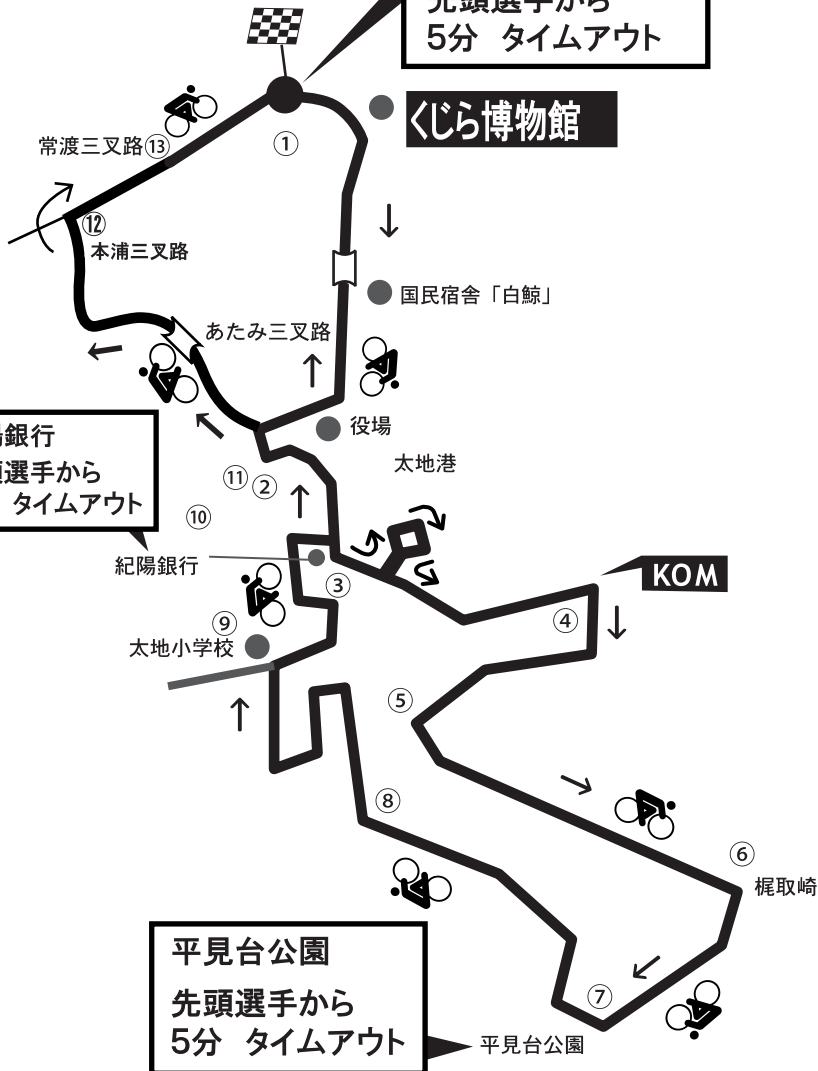 先頭選手から
5分 タイムアウト
くじら博物館
①
常渡三叉路⑬
⑫
本浦三叉路
国民宿舎「白鯨」
あたみ三叉路
役場
太地港
銀行
選手から
タイムアウト
⑪
②
⑩
紀陽銀行
③
KOM
④
⑨
太地小学校
⑤
⑧
⑥
梶取崎
平見台公園
先頭選手から
5分 タイムアウト
⑦
平見台公園